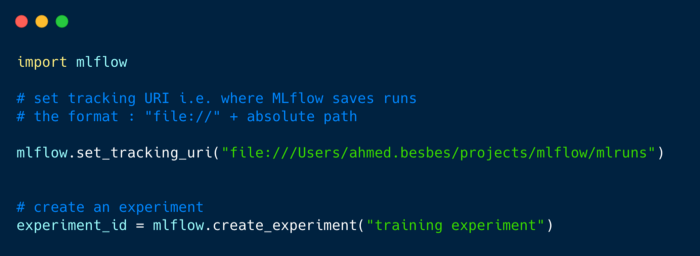 import mlflow
# set tracking URI i.e. where MLflow saves runs
# the format : "file://" + absolute path
mlflow.set_tracking_uri("file:///Users/ahmed.besbes/projects/mlflow/mlruns")
# create an experiment
experiment_id = mlflow.create_experiment("training experiment")